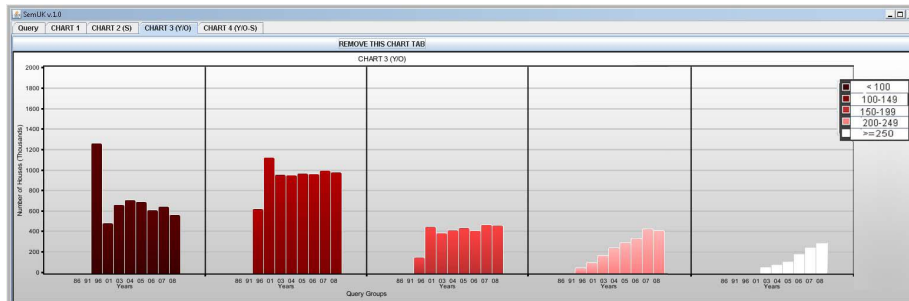 SemUK v.1.0
Query CHART 1 CHART 2 (S) CHART 3 (Y/O) CHART 4 (Y/O-S)
REMOVE THIS CHART TAB
CHART 3 (Y/O)
Number of Houses (Thousands)
2000
1800
1600
1400
1200
1000
800
600
400
200
0
< 100
100-149
150-199
200-249
>=250
86 91 96 01 03 04 05 06 07 08 86 91 96 01 03 04 05 06 07 08 86 91 96 01 03 04 05 06 07 08 86 91 96 01 03 04 05 06 07 08 86 91 96 01 03 04 05 06 07 08
Years Years Years Years Years
Query Groups